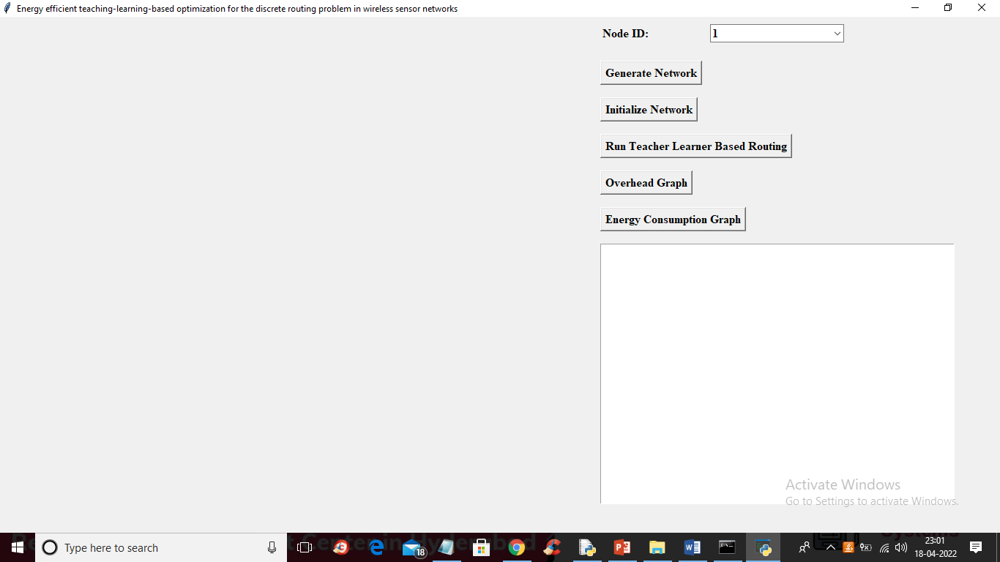 Energy efficient teaching-learning-based optimization for the discrete routing problem in wireless sensor networks
Node ID:
1
Generate Network
Initialize Network
Run Teacher Learner Based Routing
Overhead Graph
Energy Consumption Graph
Activate Windows
Go to Settings to activate Windows.
Type here to search
18
23:01
18-04-2022